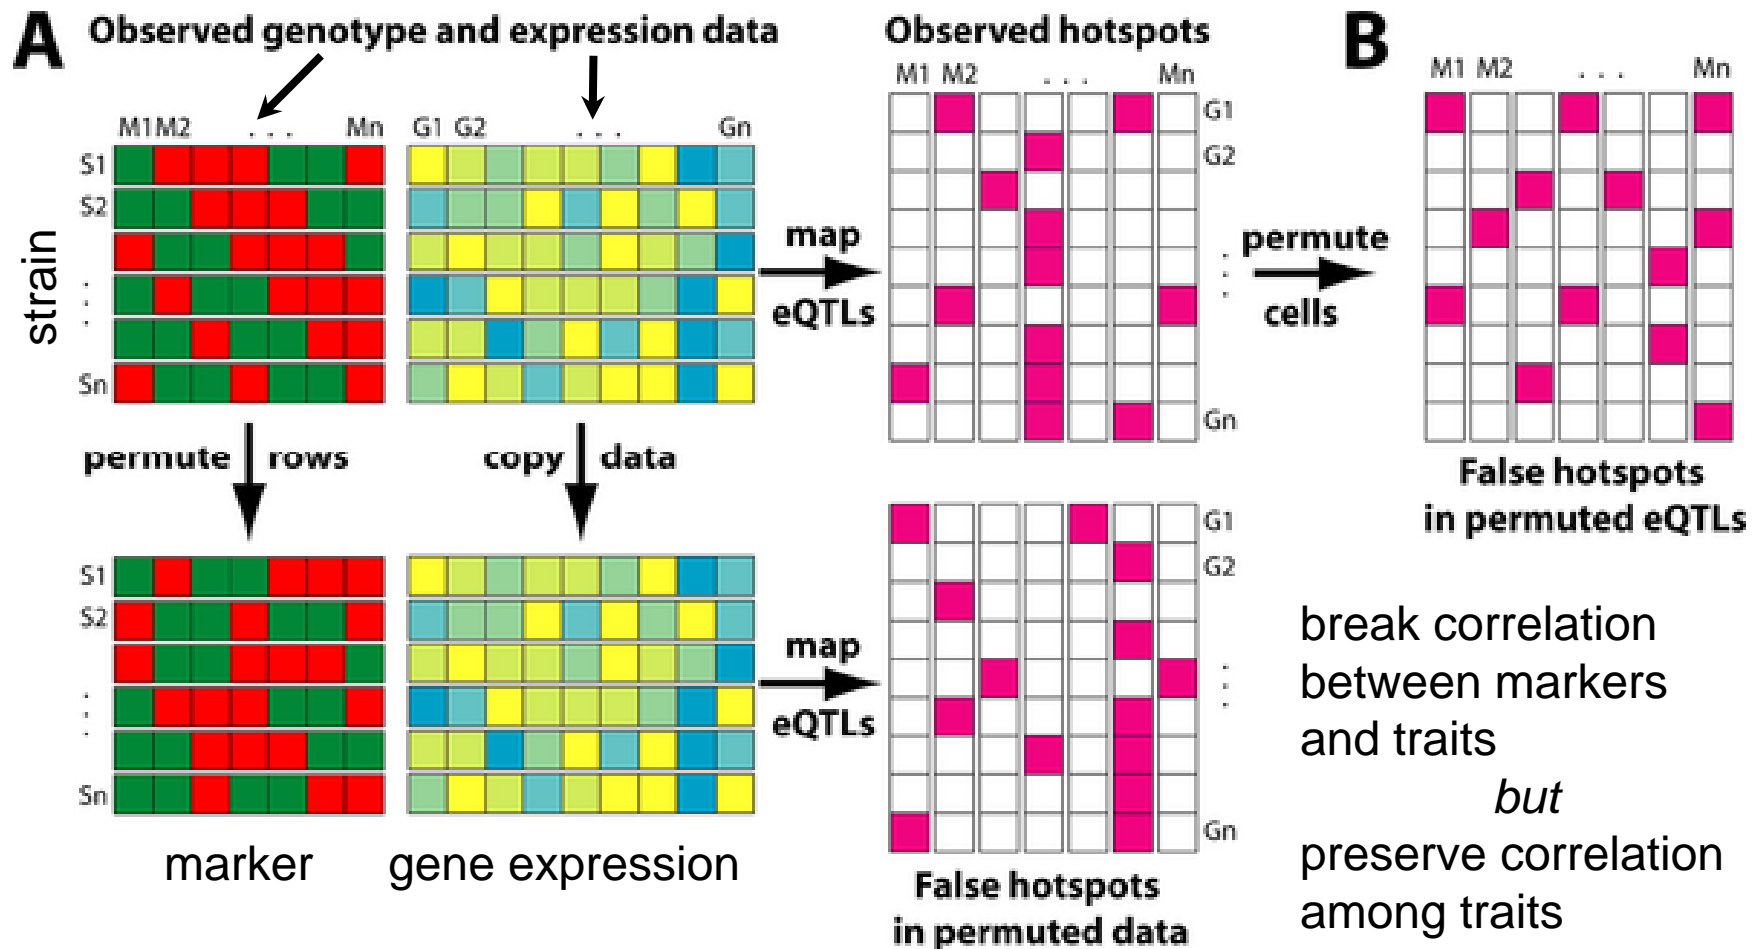 A
Observed genotype and expression data
M1 M2 . . . Mn
G1 G2 . . . Gn
S1
S2
:
.
Sn
strain
map
eQTLs
Observed hotspots
M1 M2 . . . Mn
G1
G2
:
.
Gn
permute
cells
B
M1 M2 . . . Mn
False hotspots
in permuted eQTLs
permute rows
copy data
S1
S2
:
.
Sn
marker
gene expression
map
eQTLs
G1
G2
:
.
Gn
False hotspots
in permuted data
break correlation
between markers
and traits
but
preserve correlation
among traits